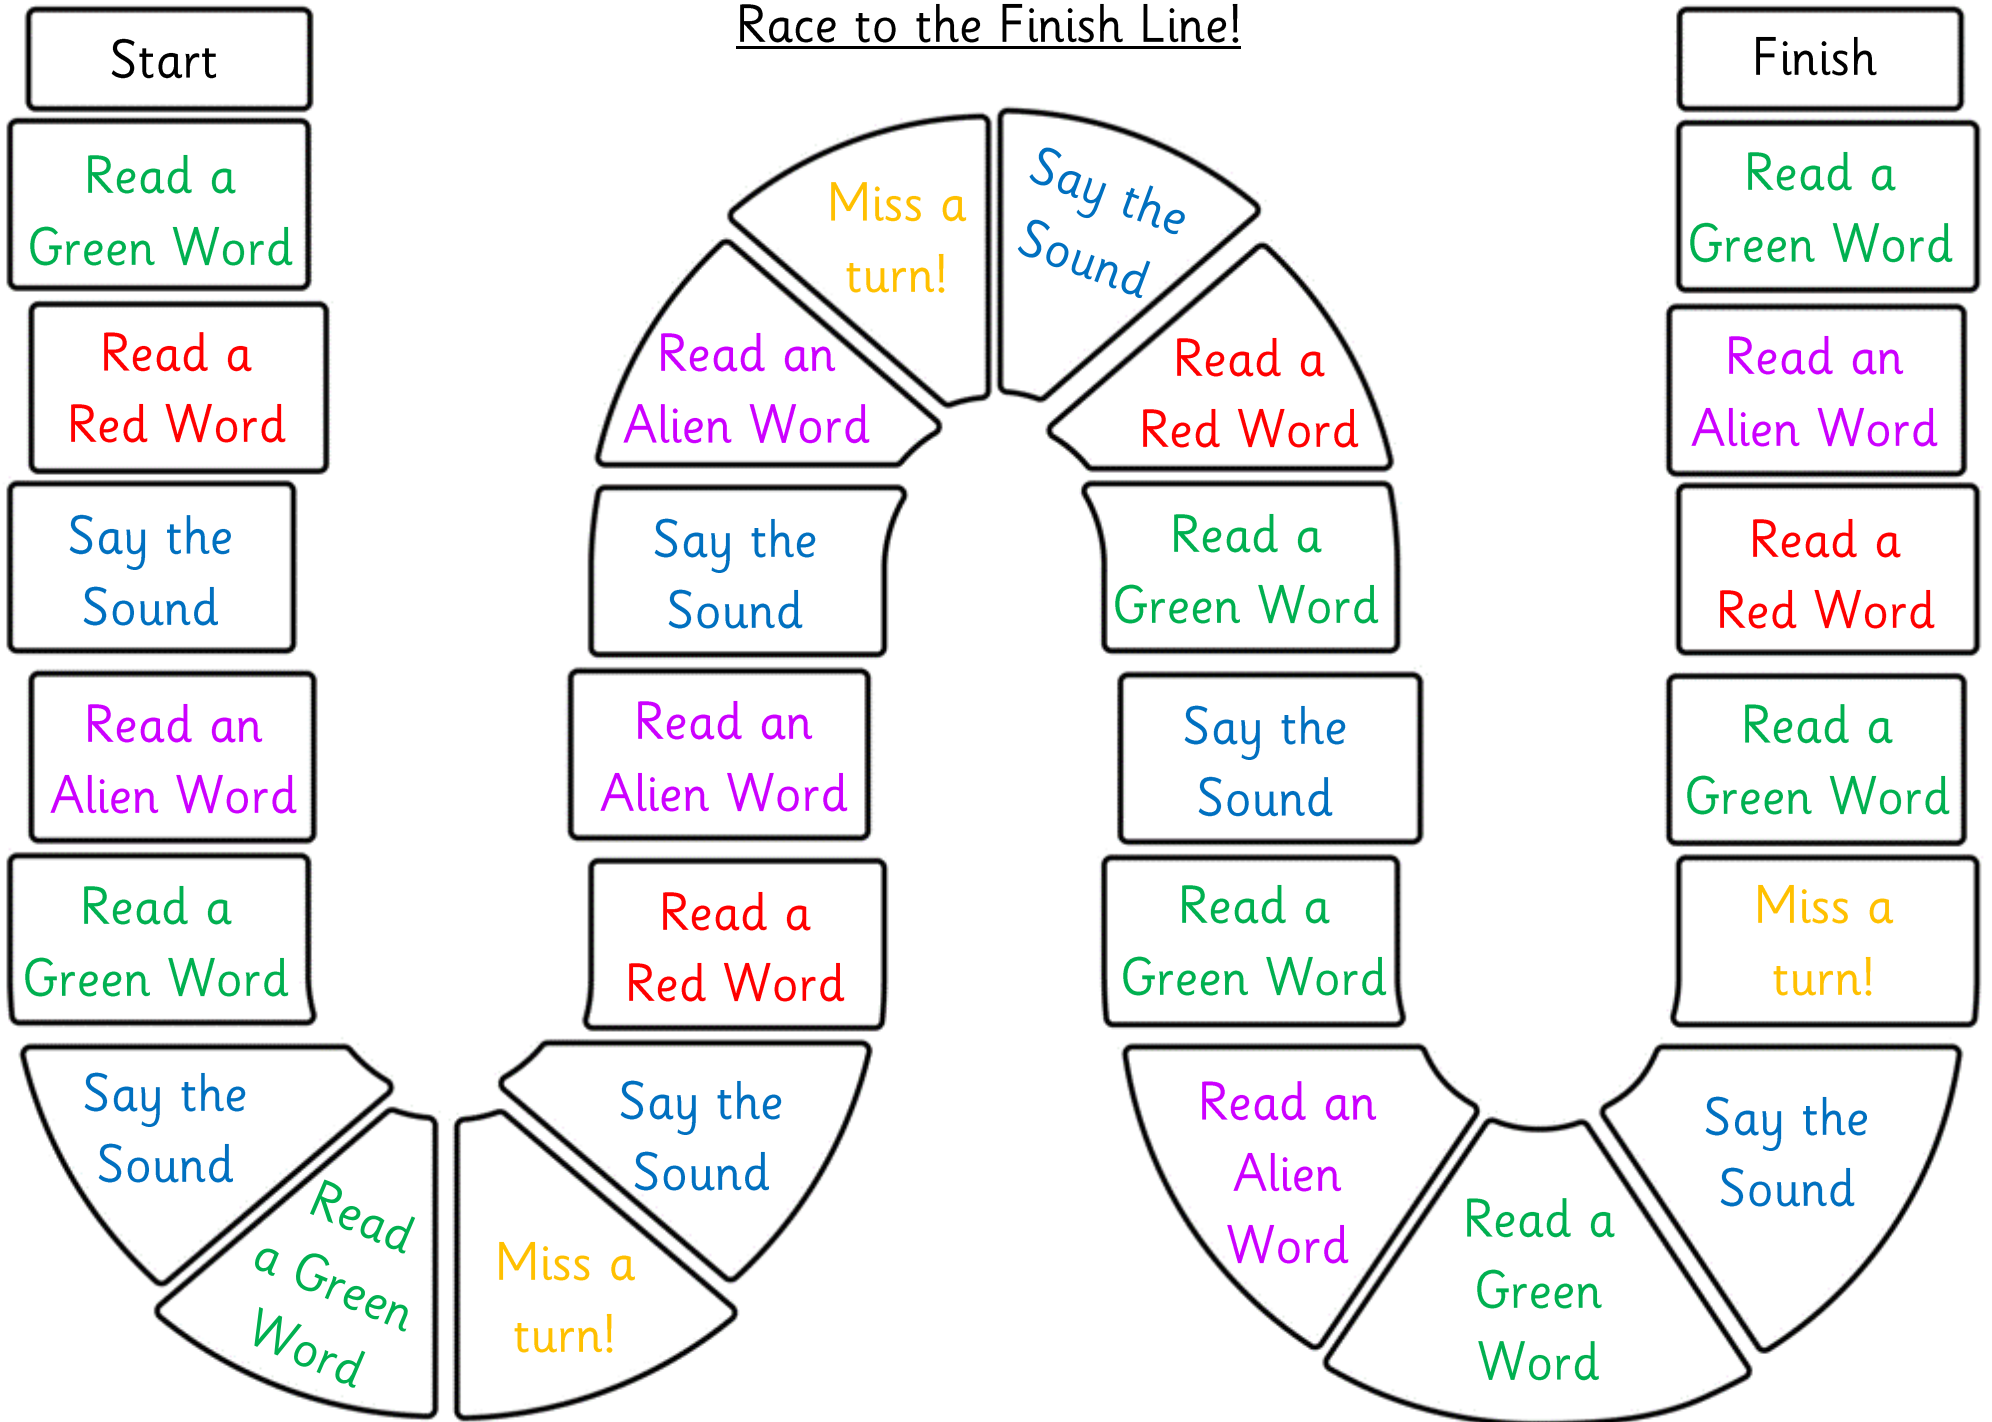 Race to the Finish Line!
Start
Read a
Green Word
Read a
Red Word
Say the
Sound
Read an
Alien Word
Read a
Green Word
Say the
Sound
Read
a Green
Word
Miss a
turn!
Say the
Sound
Read a
Red Word
Read an
Alien Word
Say the
Sound
Read an
Alien Word
Miss a
turn!
Say the
Sound
Read a
Red Word
Read a
Green Word
Say the
Sound
Read a
Green Word
Read an
Alien
Word
Read a
Green
Word
Say the
Sound
Miss a
turn!
Read a
Green Word
Read a
Red Word
Read an
Alien Word
Read a
Green Word
Finish